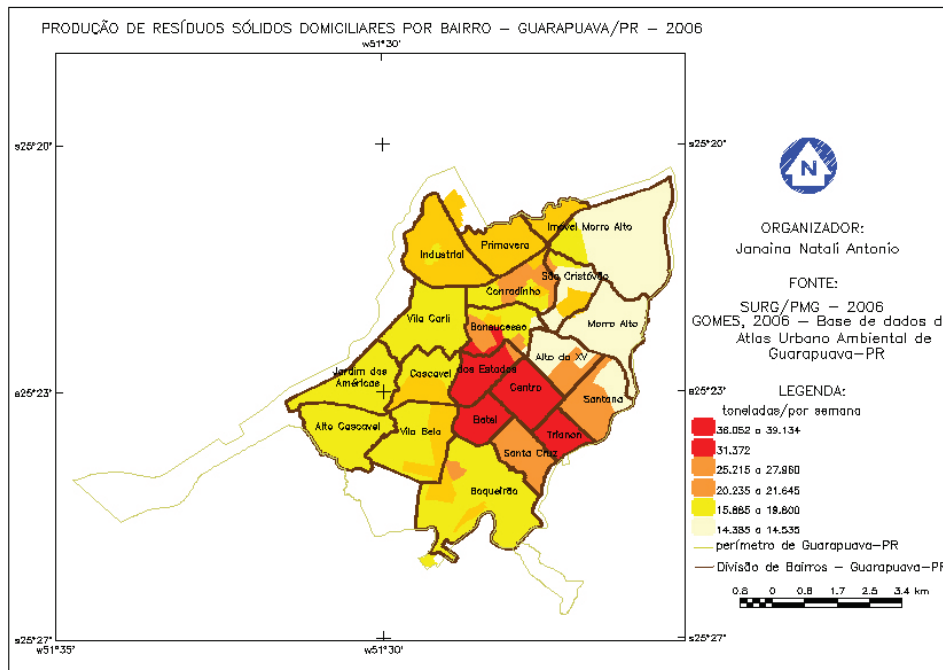 PRODUÇÃO DE RESÍDUOS SÓLIDOS DOMICILIARES POR BAIRRO – GUARAPUAVA/PR – 2006
w51°30'
s25°20'
s25°20'
N
ORGANIZADOR:
Janaina Natali Antonio
FONTE:
SURG/PMG – 2006
GOMES, 2006 – Base de dados d
Atlas Urbano Ambiental de
Guarapuava-PR
Imovel Morro Alto
Primavera
Industrial
São Cristóvão
Conradinho
Vila Carli
Bonsucesso
Morro Alto
Alto da XV
Jardim das
Américas
Cascavel
dos Estados
Centro
Santana
s25°23'
s25°23'
Alto Cascavel
Vila Bela
Batel
Trianon
Santa Cruz
Boqueirão
LEGENDA:
toneladas/por semana
36.052 a 39.134
31.372
25.215 a 27.860
20.235 a 21.645
15.885 a 19.800
14.385 a 14.535
perímetro de Guarapuava-PR
Divisão de Bairros – Guarapuava-PR
0.8 0 0.8 1.7 2.5 3.4 km
s25°27'
s25°27'
w51°35'
w51°30'